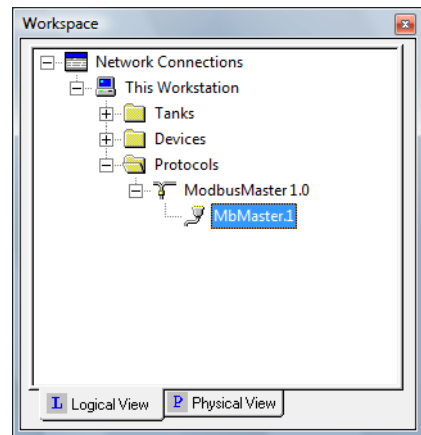 Workspace
Network Connections
This Workstation
Tanks
Devices
Protocols
ModbusMaster 1.0
MbMaster.1
L Logical View P Physical View